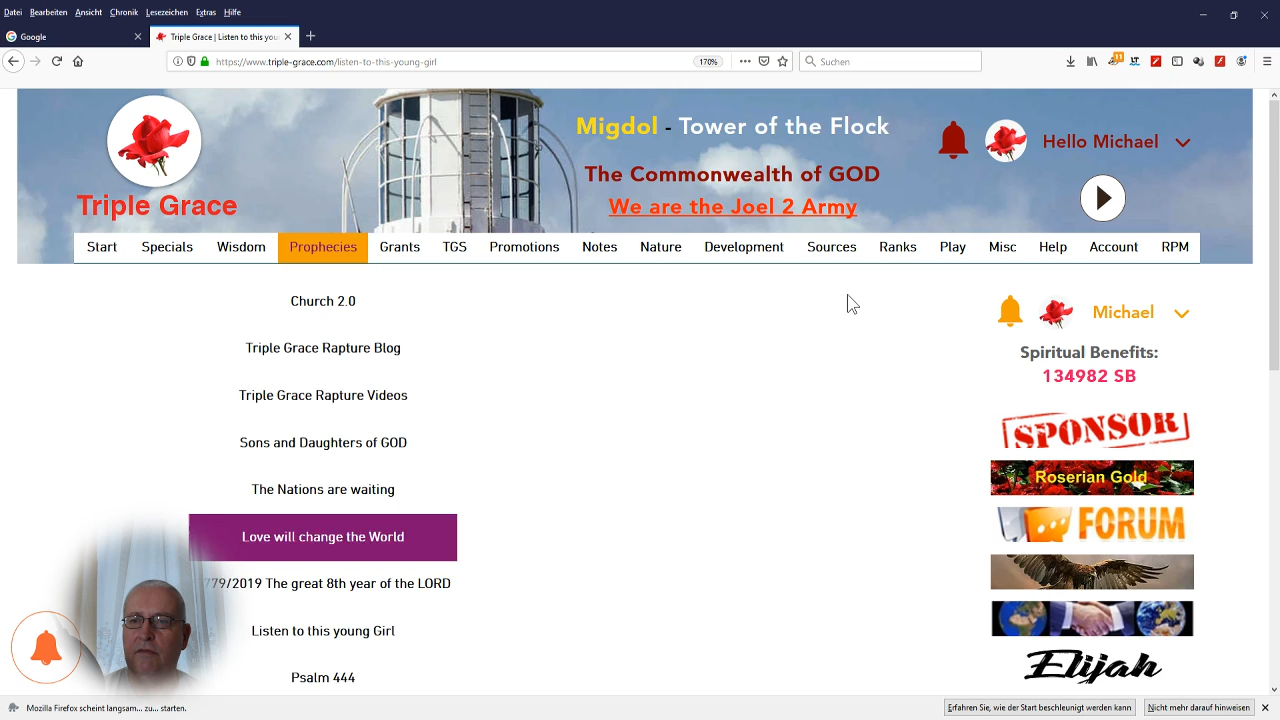 Datei Bearbeiten Ansicht Chronik Lesezeichen Extras Hilfe
Google
Triple Grace | Listen to this you
https://www.triple-grace.com/listen-to-this-young-girl
170%
Suchen
11
LT
Migdol - Tower of the Flock
Hello Michael
The Commonwealth of GOD
We are the Joel 2 Army
Triple Grace
Start Specials Wisdom Prophecies Grants TGS Promotions Notes Nature Development Sources Ranks Play Misc Help Account RPM
Church 2.0
Triple Grace Rapture Blog
Triple Grace Rapture Videos
Sons and Daughters of GOD
The Nations are waiting
Love will change the World
779/2019 The great 8th year of the LORD
Listen to this young Girl
Psalm 444
Michael
Spiritual Benefits:
134982 SB
SPONSOR
Roserian Gold
FORUM
Elijah
Mozilla Firefox scheint langsam... zu... starten.
Erfahren Sie, wie der Start beschleunigt werden kann
Nicht mehr darauf hinweisen